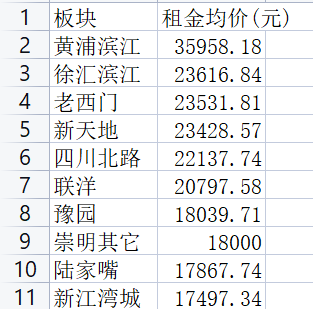 1 板块 租金均价(元)
2 黄浦滨江 35958.18
3 徐汇滨江 23616.84
4 老西门 23531.81
5 新天地 23428.57
6 四川北路 22137.74
7 联洋 20797.58
8 豫园 18039.71
9 崇明其它 18000
10 陆家嘴 17867.74
11 新江湾城 17497.34